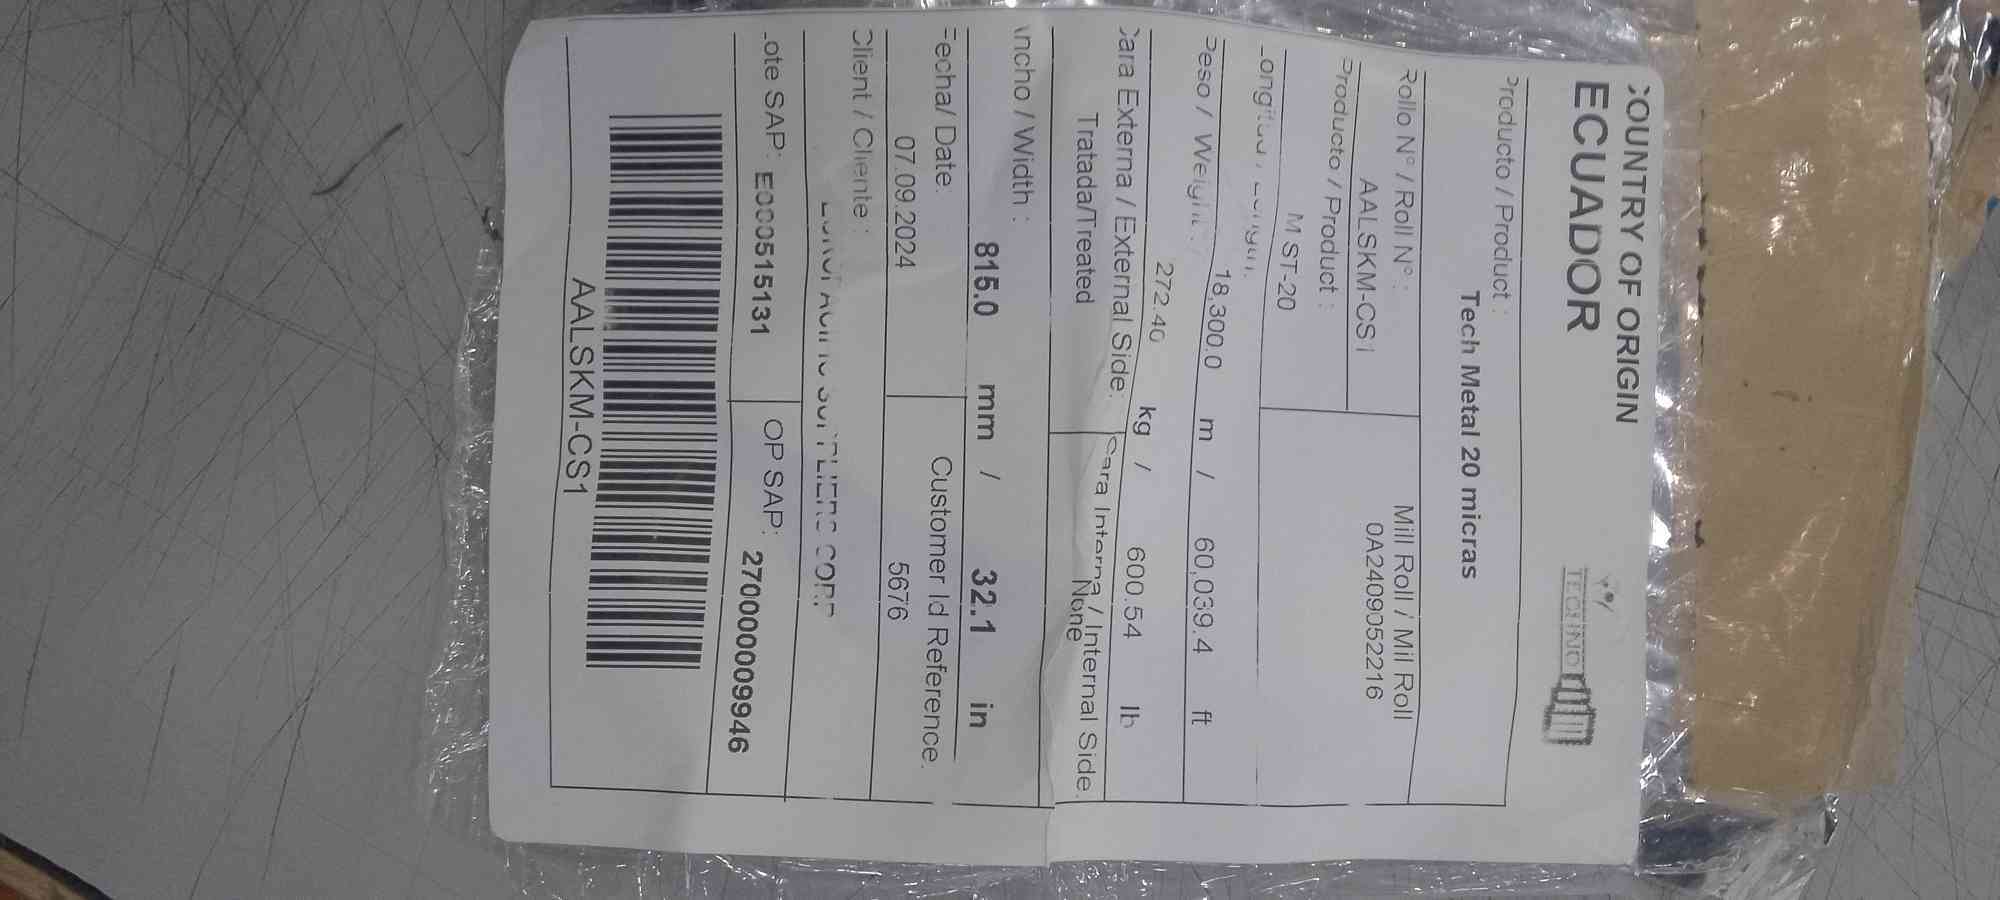 COUNTRY OF ORIGIN
ECUADOR
TECHNO
Producto / Product :
Tech Metal 20 micras
Rollo N° / Roll N° :
AALSKM-CS1
Mill Roll / Mil Roll
0A2409052216
Producto / Product :
M ST-20
Longitud / Length:
18,300.0 m / 60,039.4 ft
Peso / Weight :
272.40 kg / 600.54 lb
Cara Externa / External Side:
Tratada/Treated
Cara Interna / Internal Side:
None
Ancho / Width :
815.0 mm / 32.1 in
Fecha/ Date:
07.09.2024
Customer Id Reference:
5676
Client / Cliente :
SUPPLIERS CORP
Lote SAP: E000515131
OP SAP: 2700000009946
AALSKM-CS1